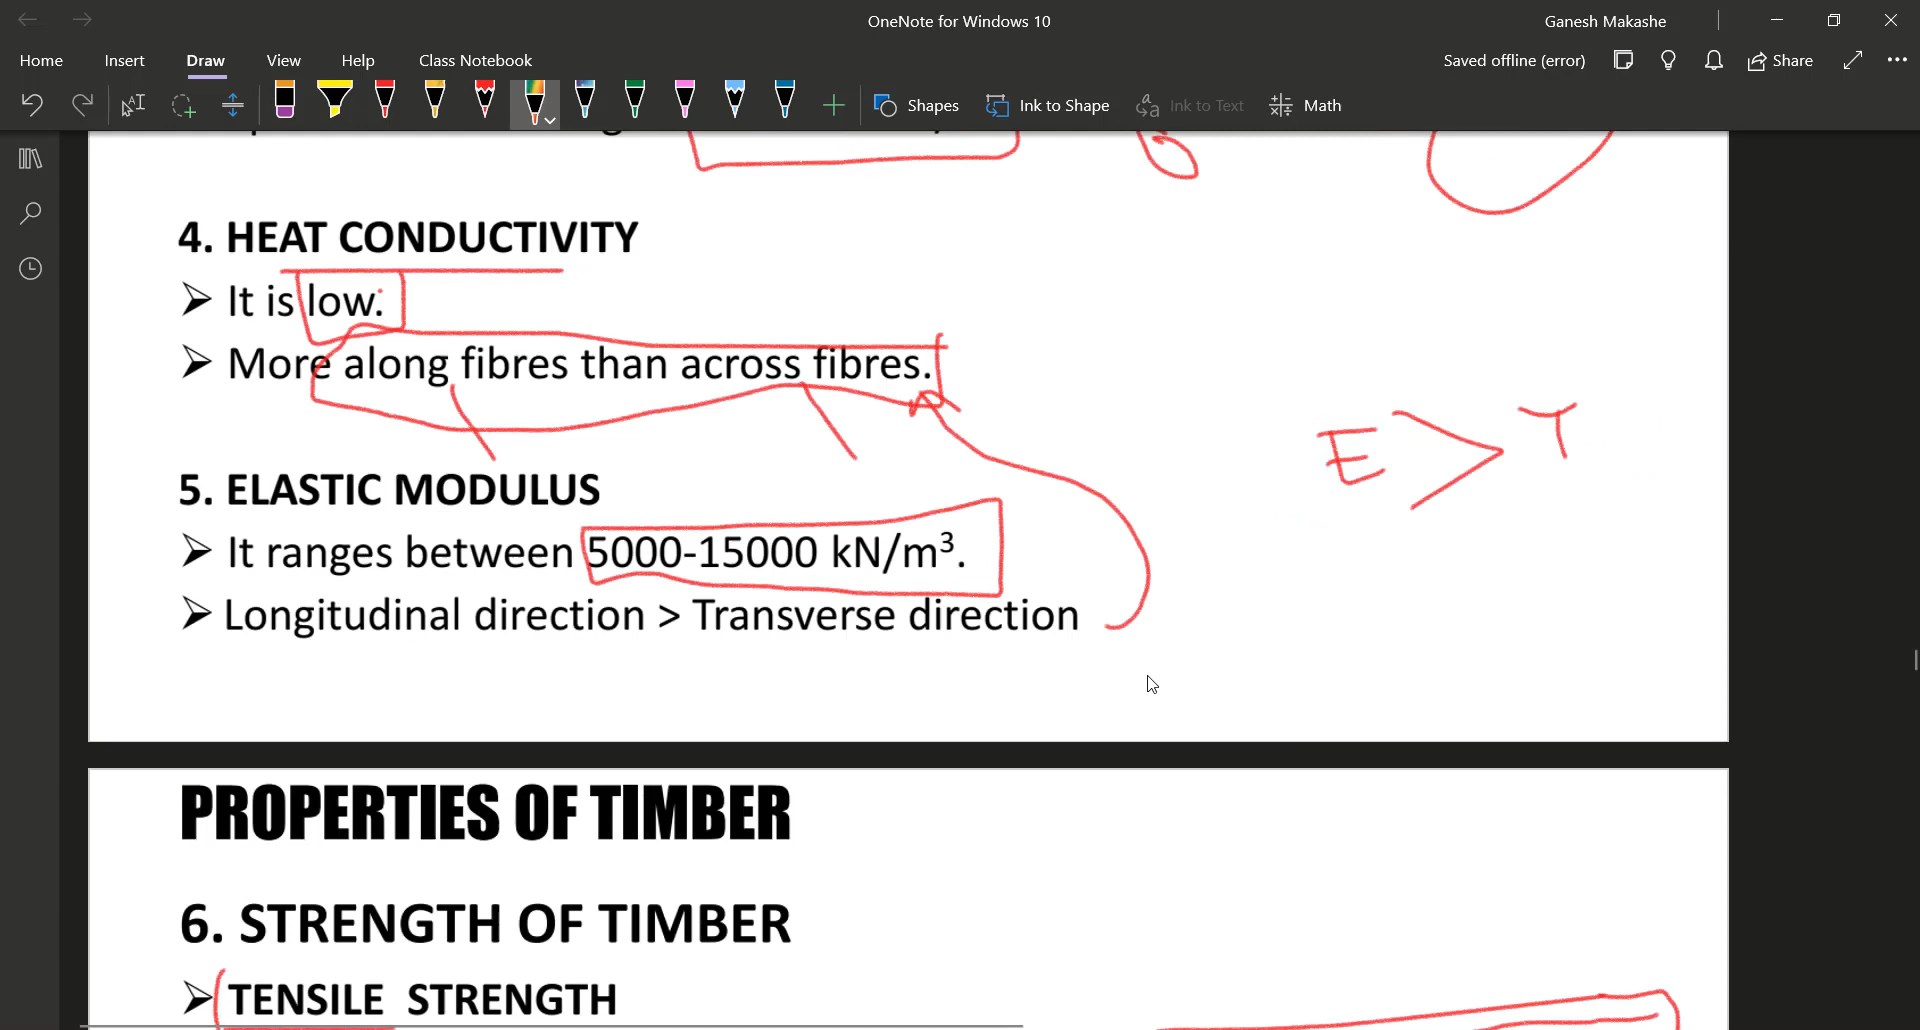 OneNote for Windows 10
Ganesh Makashe
Home Insert Draw View Help Class Notebook
Saved offline (error) Share
Shapes Ink to Shape Ink to Text Math
4. HEAT CONDUCTIVITY
➢ It is low.
➢ More along fibres than across fibres.
E > T
5. ELASTIC MODULUS
➢ It ranges between 5000-15000 kN/m³.
➢ Longitudinal direction > Transverse direction
PROPERTIES OF TIMBER
6. STRENGTH OF TIMBER
➢ TENSILE STRENGTH